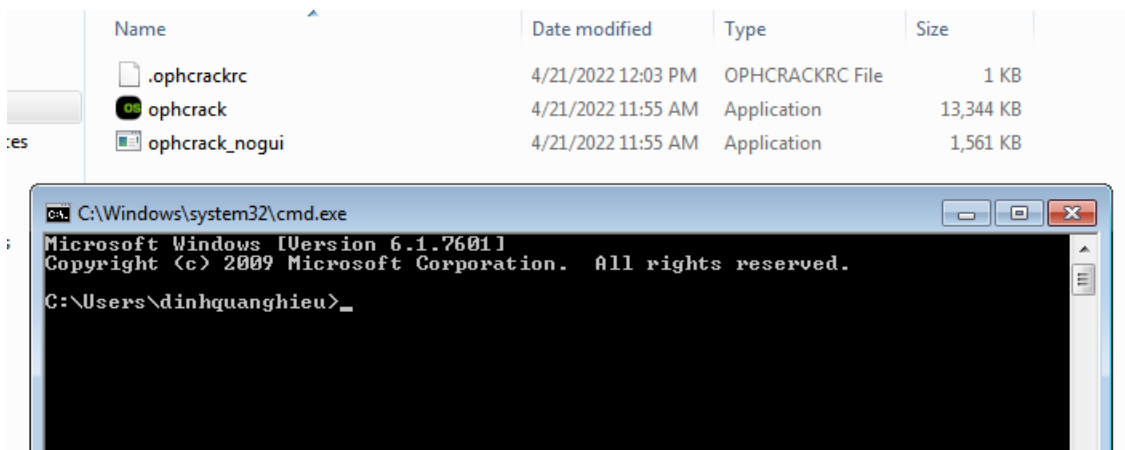 Name Date modified Type Size
.ophcrackrc 4/21/2022 12:03 PM OPHCRACKRC File 1 KB
os ophcrack 4/21/2022 11:55 AM Application 13,344 KB
ces ophcrack_nogui 4/21/2022 11:55 AM Application 1,561 KB
C:\Windows\system32\cmd.exe
s Microsoft Windows [Version 6.1.7601]
Copyright (c) 2009 Microsoft Corporation. All rights reserved.
C:\Users\dinhquanghieu>_